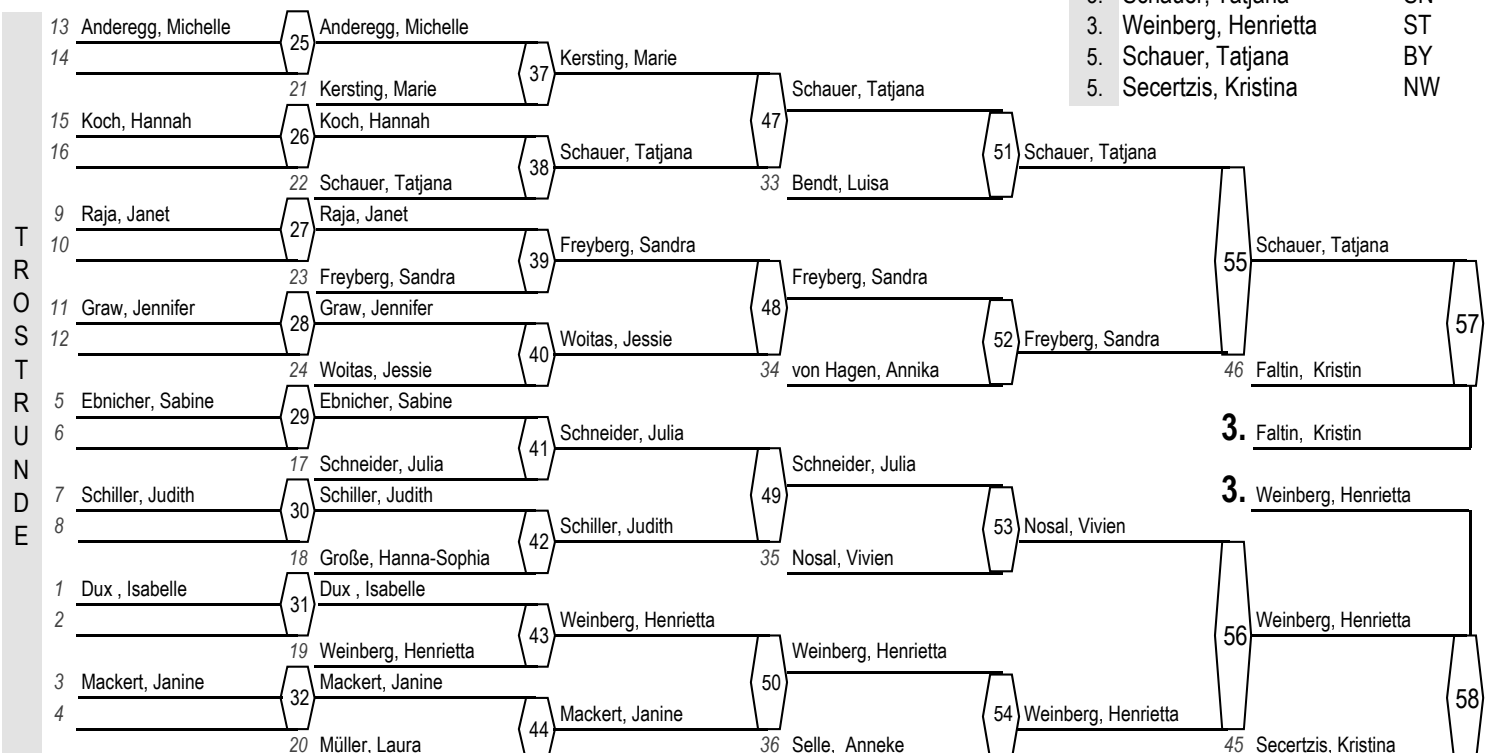 3. Schauer, Tatjana SN
3. Weinberg, Henrietta ST
5. Schauer, Tatjana BY
5. Secertzis, Kristina NW
TROSTRUNDE
13 Anderegg, Michelle
14
15 Koch, Hannah
16
9 Raja, Janet
10
11 Graw, Jennifer
12
5 Ebnicher, Sabine
6
7 Schiller, Judith
8
1 Dux , Isabelle
2
3 Mackert, Janine
4
25 Anderegg, Michelle
21 Kersting, Marie
26 Koch, Hannah
22 Schauer, Tatjana
27 Raja, Janet
23 Freyberg, Sandra
28 Graw, Jennifer
24 Woitas, Jessie
29 Ebnicher, Sabine
17 Schneider, Julia
30 Schiller, Judith
18 Große, Hanna-Sophia
31 Dux , Isabelle
19 Weinberg, Henrietta
32 Mackert, Janine
20 Müller, Laura
37 Kersting, Marie
38 Schauer, Tatjana
39 Freyberg, Sandra
40 Woitas, Jessie
41 Schneider, Julia
42 Schiller, Judith
43 Weinberg, Henrietta
44 Mackert, Janine
47 Schauer, Tatjana
33 Bendt, Luisa
48 Freyberg, Sandra
34 von Hagen, Annika
49 Schneider, Julia
35 Nosal, Vivien
50 Weinberg, Henrietta
36 Selle, Anneke
51 Schauer, Tatjana
52 Freyberg, Sandra
53 Nosal, Vivien
54 Weinberg, Henrietta
55 Schauer, Tatjana
46 Faltin, Kristin
57
3. Faltin, Kristin
3. Weinberg, Henrietta
56 Weinberg, Henrietta
45 Secertzis, Kristina
58